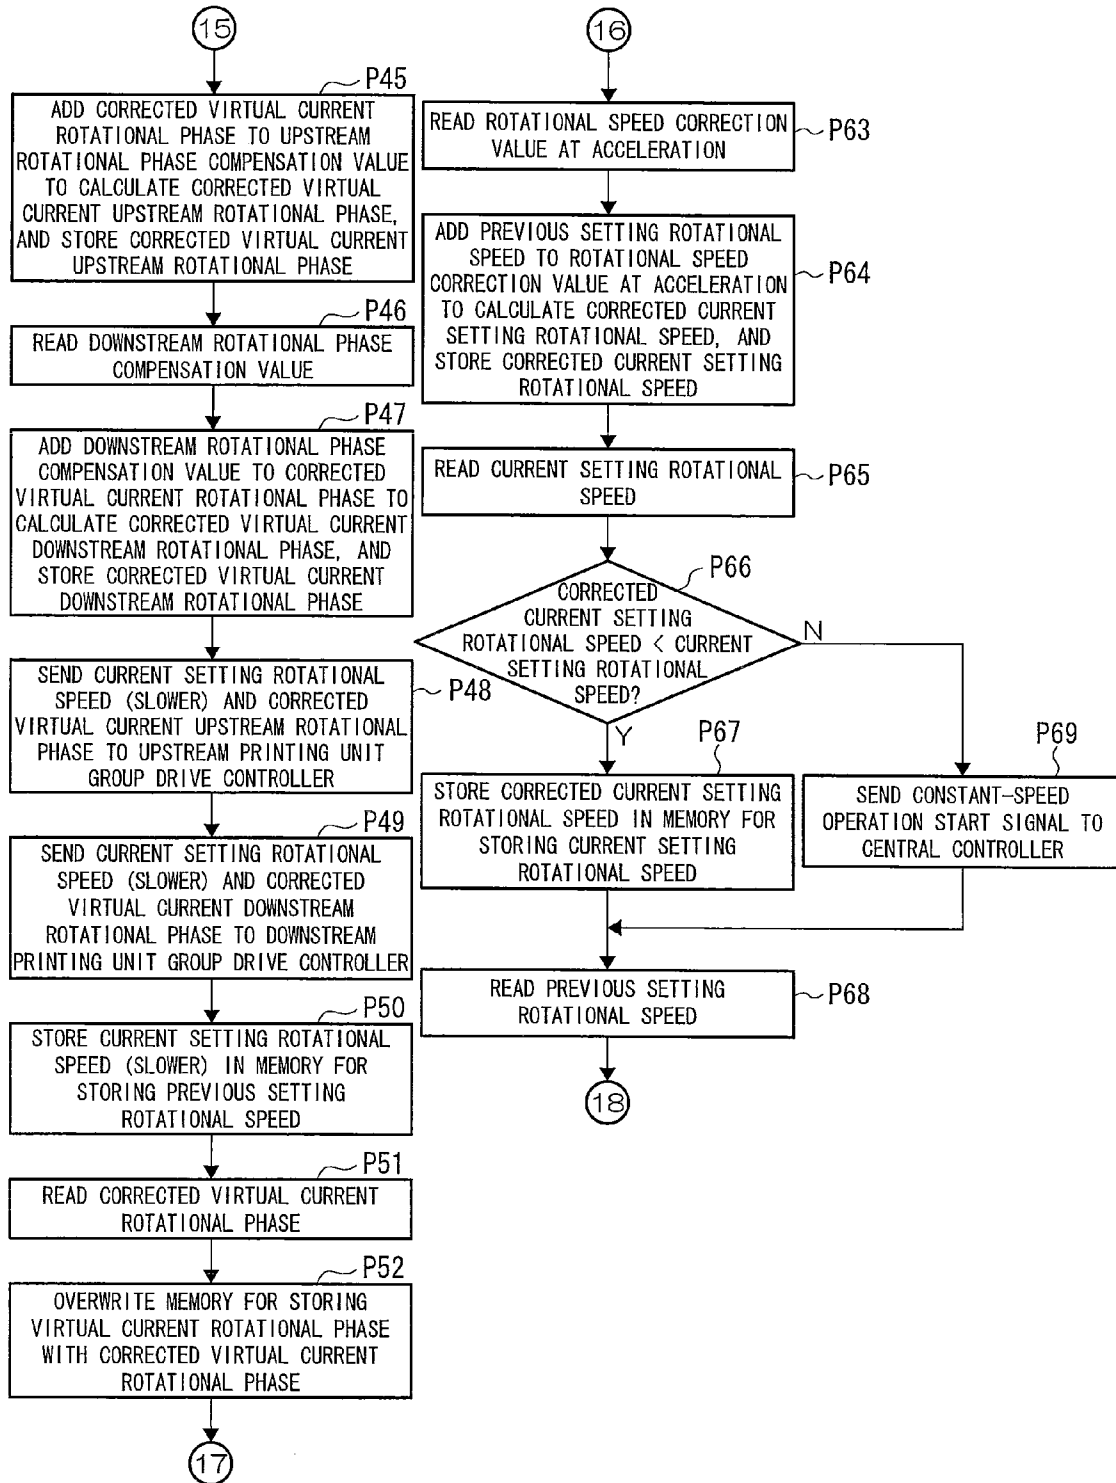 15
P45
ADD CORRECTED VIRTUAL CURRENT
ROTATIONAL PHASE TO UPSTREAM
ROTATIONAL PHASE COMPENSATION VALUE
TO CALCULATE CORRECTED VIRTUAL
CURRENT UPSTREAM ROTATIONAL PHASE,
AND STORE CORRECTED VIRTUAL CURRENT
UPSTREAM ROTATIONAL PHASE
P46
READ DOWNSTREAM ROTATIONAL PHASE
COMPENSATION VALUE
P47
ADD DOWNSTREAM ROTATIONAL PHASE
COMPENSATION VALUE TO CORRECTED
VIRTUAL CURRENT ROTATIONAL PHASE TO
CALCULATE CORRECTED VIRTUAL CURRENT
DOWNSTREAM ROTATIONAL PHASE, AND
STORE CORRECTED VIRTUAL CURRENT
DOWNSTREAM ROTATIONAL PHASE
SEND CURRENT SETTING ROTATIONAL
SPEED (SLOWER) AND CORRECTED
VIRTUAL CURRENT UPSTREAM ROTATIONAL
PHASE TO UPSTREAM PRINTING UNIT
GROUP DRIVE CONTROLLER
P48
P49
SEND CURRENT SETTING ROTATIONAL
SPEED (SLOWER) AND CORRECTED
VIRTUAL CURRENT DOWNSTREAM
ROTATIONAL PHASE TO DOWNSTREAM
PRINTING UNIT GROUP DRIVE CONTROLLER
P50
STORE CURRENT SETTING ROTATIONAL
SPEED (SLOWER) IN MEMORY FOR
STORING PREVIOUS SETTING
ROTATIONAL SPEED
P51
READ CORRECTED VIRTUAL CURRENT
ROTATIONAL PHASE
P52
OVERWRITE MEMORY FOR STORING
VIRTUAL CURRENT ROTATIONAL PHASE
WITH CORRECTED VIRTUAL CURRENT
ROTATIONAL PHASE
17
16
READ ROTATIONAL SPEED CORRECTION
VALUE AT ACCELERATION
P63
ADD PREVIOUS SETTING ROTATIONAL
SPEED TO ROTATIONAL SPEED
CORRECTION VALUE AT ACCELERATION
TO CALCULATE CORRECTED CURRENT
SETTING ROTATIONAL SPEED, AND
STORE CORRECTED CURRENT SETTING
ROTATIONAL SPEED
P64
READ CURRENT SETTING ROTATIONAL
SPEED
P65
P66
CORRECTED
CURRENT SETTING
ROTATIONAL SPEED < CURRENT
SETTING ROTATIONAL
SPEED?
N
Y
P67
STORE CORRECTED CURRENT SETTING
ROTATIONAL SPEED IN MEMORY FOR
STORING CURRENT SETTING
ROTATIONAL SPEED
P69
SEND CONSTANT-SPEED
OPERATION START SIGNAL TO
CENTRAL CONTROLLER
READ PREVIOUS SETTING
ROTATIONAL SPEED
P68
18